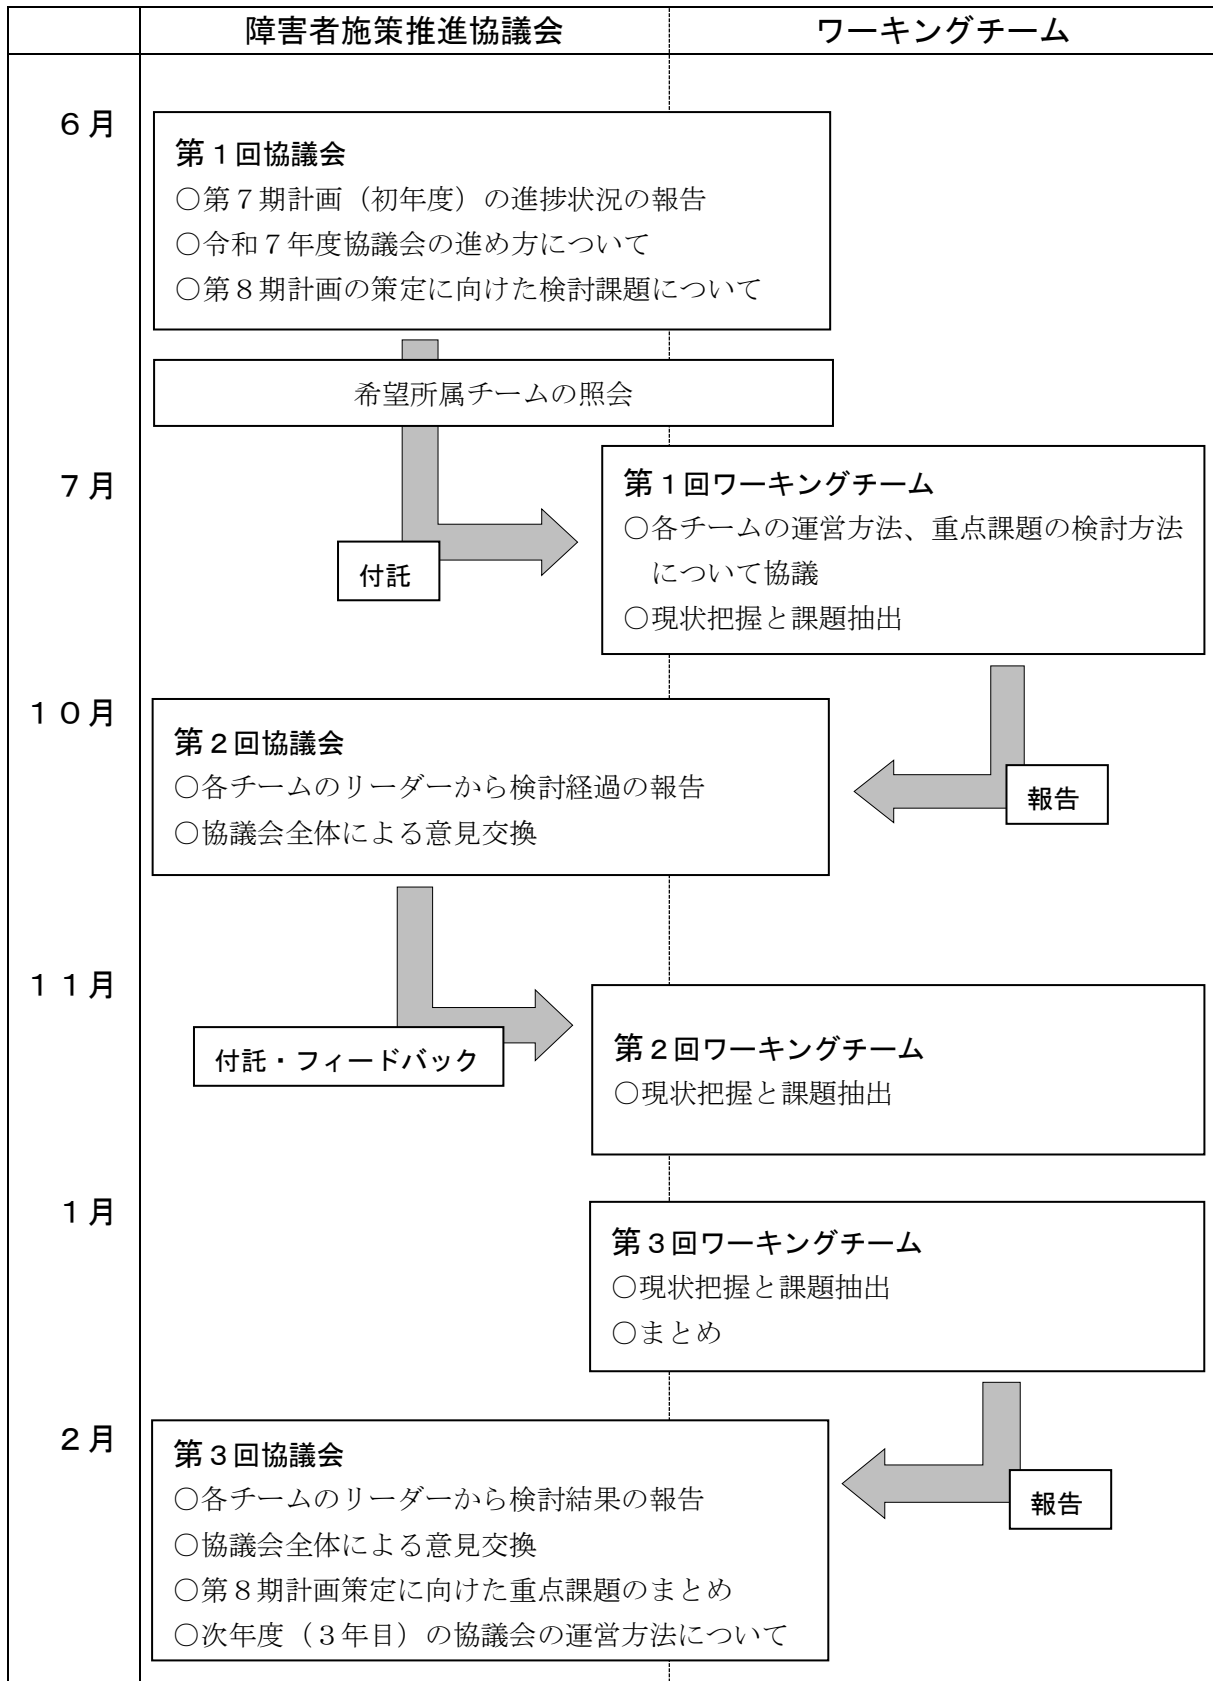 障害者施策推進協議会
ワーキングチーム
６月
第１回協議会
○第７期計画（初年度）の進捗状況の報告
○令和７年度協議会の進め方について
○第８期計画の策定に向けた検討課題について
希望所属チームの照会
７月
第１回ワーキングチーム
○各チームの運営方法、重点課題の検討方法
について協議
○現状把握と課題抽出
付託
１０月
第２回協議会
○各チームのリーダーから検討経過の報告
○協議会全体による意見交換
報告
１１月
付託・フィードバック
第２回ワーキングチーム
○現状把握と課題抽出
１月
第３回ワーキングチーム
○現状把握と課題抽出
○まとめ
２月
第３回協議会
○各チームのリーダーから検討結果の報告
○協議会全体による意見交換
○第８期計画策定に向けた重点課題のまとめ
○次年度（３年目）の協議会の運営方法について
報告